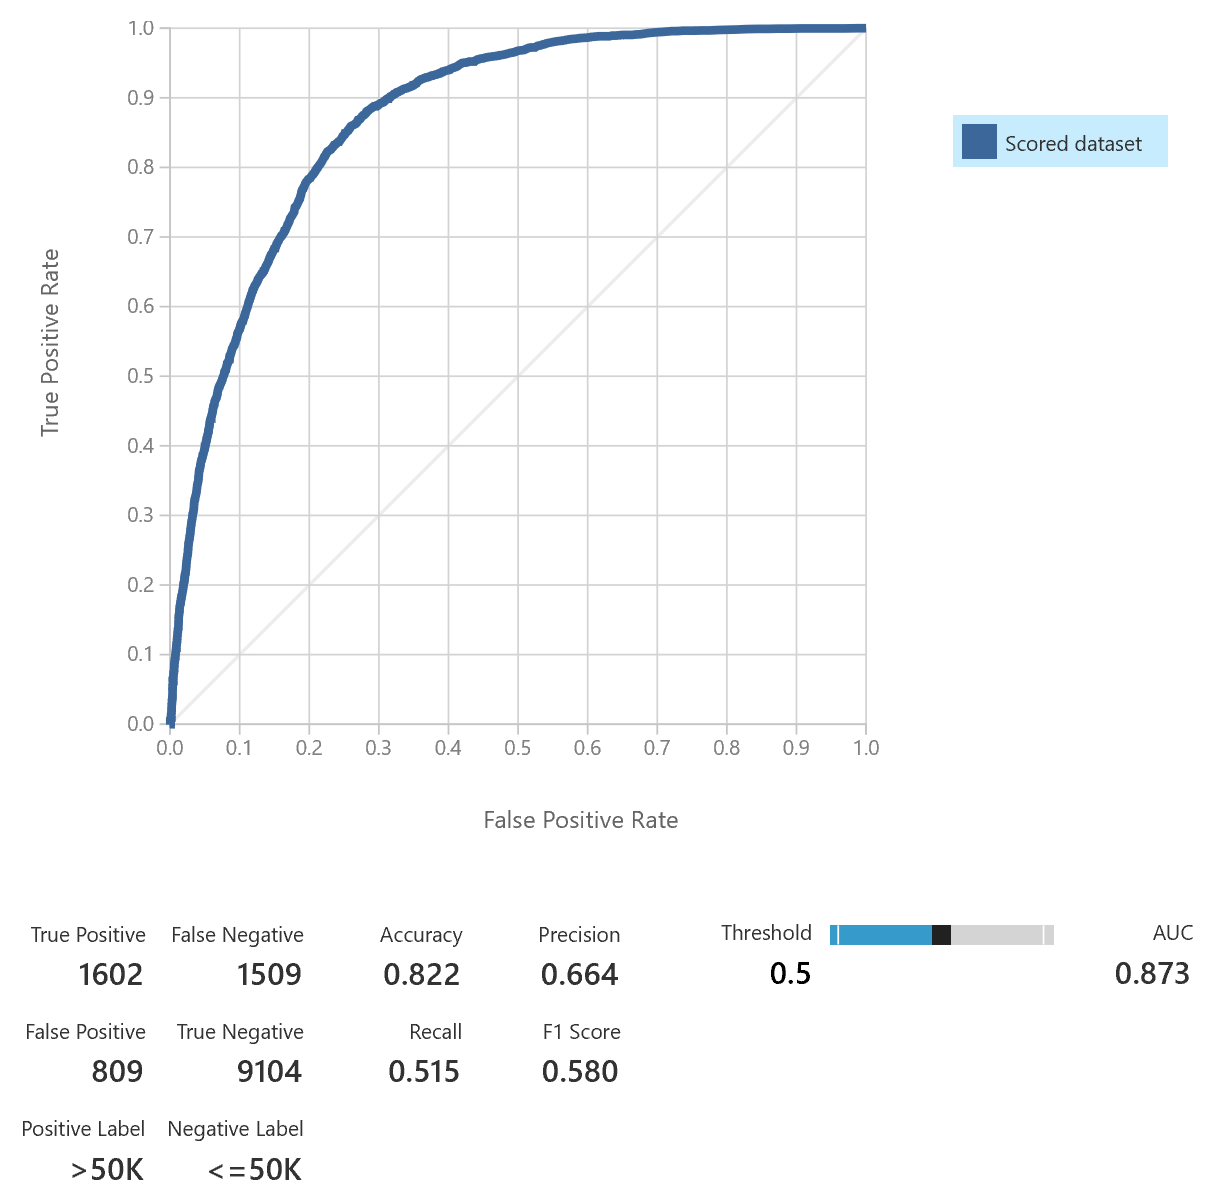 1.0
0.9
0.8
0.7
0.6
0.5
0.4
0.3
0.2
0.1
0.0
True Positive Rate
0.0 0.1 0.2 0.3 0.4 0.5 0.6 0.7 0.8 0.9 1.0
False Positive Rate
Scored dataset
True Positive False Negative Accuracy Precision Threshold AUC
1602 1509 0.822 0.664 0.5 0.873
False Positive True Negative Recall F1 Score
809 9104 0.515 0.580
Positive Label Negative Label
>50K <=50K